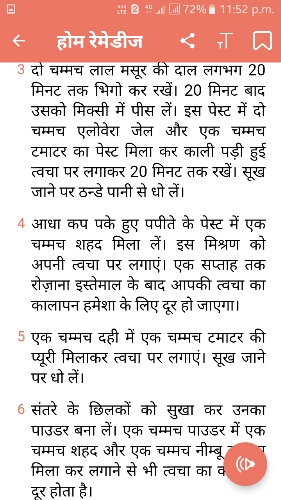 72% 11:52 p.m.
होम रेमेडीज
3 दो चम्मच लाल मसूर की दाल लगभग 20
मिनट तक भिगो कर रखें। 20 मिनट बाद
उसको मिक्सी में पीस लें। इस पेस्ट में दो
चम्मच एलोवेरा जेल और एक चम्मच
टमाटर का पेस्ट मिला कर काली पड़ी हुई
त्वचा पर लगाकर 20 मिनट तक रखें। सूख
जाने पर ठन्डे पानी से धो लें।
4 आधा कप पके हुए पपीते के पेस्ट में एक
चम्मच शहद मिला लें। इस मिश्रण को
अपनी त्वचा पर लगाएं। एक सप्ताह तक
रोज़ाना इस्तेमाल के बाद आपकी त्वचा का
कालापन हमेशा के लिए दूर हो जाएगा।
5 एक चम्मच दही में एक चम्मच टमाटर की
प्यूरी मिलाकर त्वचा पर लगाएं। सूख जाने
पर धो लें।
6 संतरे के छिलकों को सुखा कर उनका
पाउडर बना लें। एक चम्मच पाउडर में एक
चम्मच शहद और एक चम्मच नीम्बू
मिला कर लगाने से भी त्वचा का
दूर होता है।